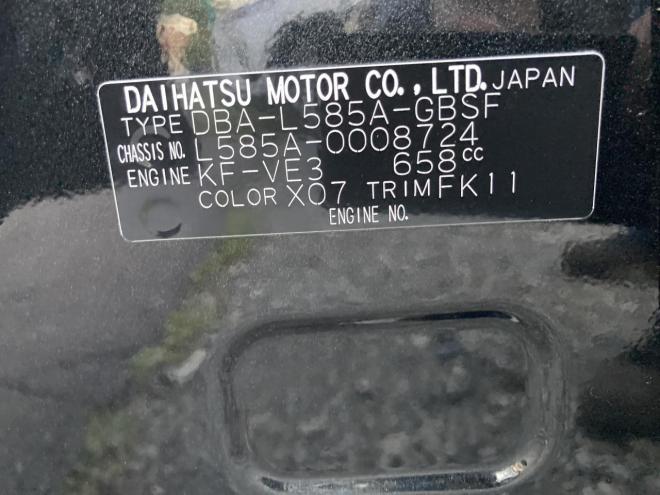 DAIHATSU MOTOR CO., LTD. JAPAN
TYPE DBA-L585A-GBSF
CHASSIS NO. L585A-0008724
ENGINE KF-VE3 658cc
COLOR X07 TRIM FK11
ENGINE NO.